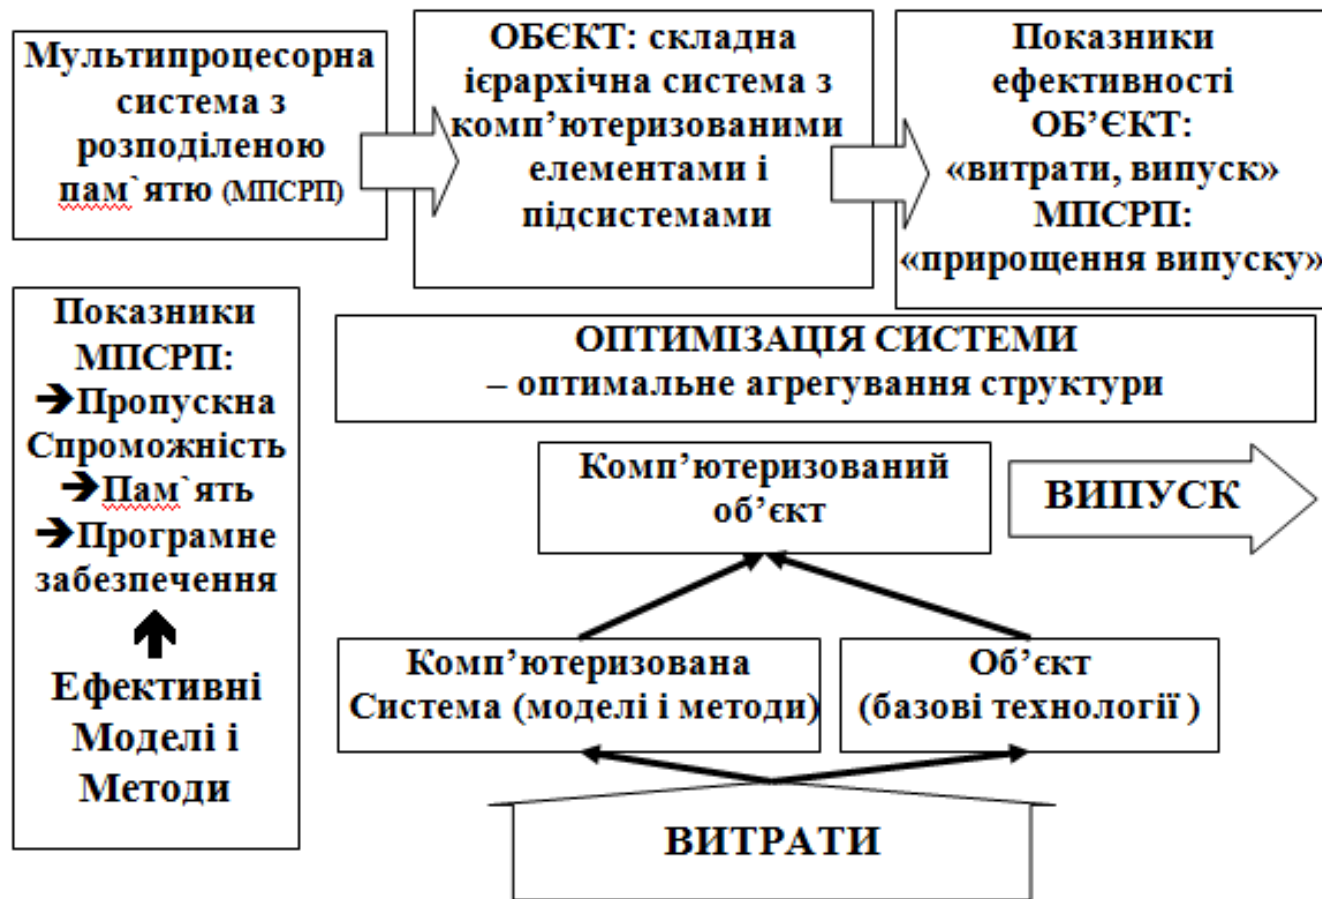 Мультипроцесорна
система з
розподіленою
пам`ятю (МПСРП)
ОБЄКТ: складна
ієрархічна система з
комп’ютеризованими
елементами і
підсистемами
Показники
ефективності
ОБ’ЄКТ:
«витрати, випуск»
МПСРП:
«прирощення випуску»
Показники
МПСРП:
➔Пропускна
Спроможність
➔Пам`ять
➔Програмне
забезпечення
Ефективні
Моделі і
Методи
ОПТИМІЗАЦІЯ СИСТЕМИ
– оптимальне агрегування структури
Комп’ютеризований
об’єкт
ВИПУСК
Комп’ютеризована
Система (моделі і методи)
Об’єкт
(базові технології )
ВИТРАТИ